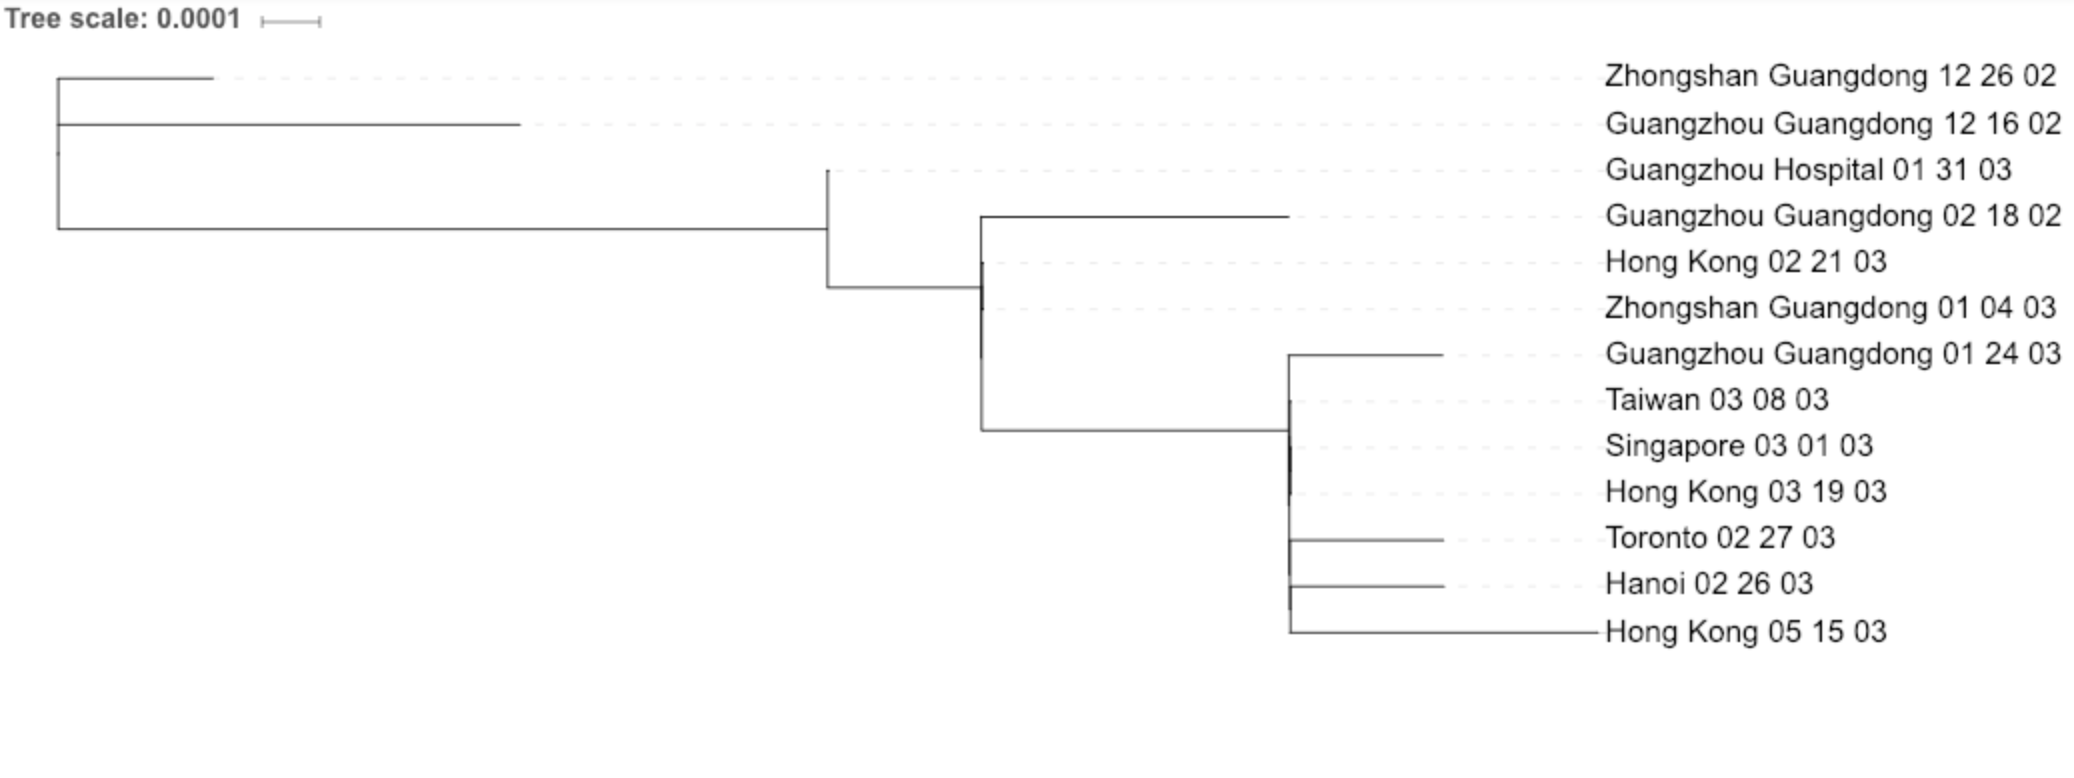 Tree scale: 0.0001
Zhongshan Guangdong 12 26 02
Guangzhou Guangdong 12 16 02
Guangzhou Hospital 01 31 03
Guangzhou Guangdong 02 18 02
Hong Kong 02 21 03
Zhongshan Guangdong 01 04 03
Guangzhou Guangdong 01 24 03
Taiwan 03 08 03
Singapore 03 01 03
Hong Kong 03 19 03
Toronto 02 27 03
Hanoi 02 26 03
Hong Kong 05 15 03